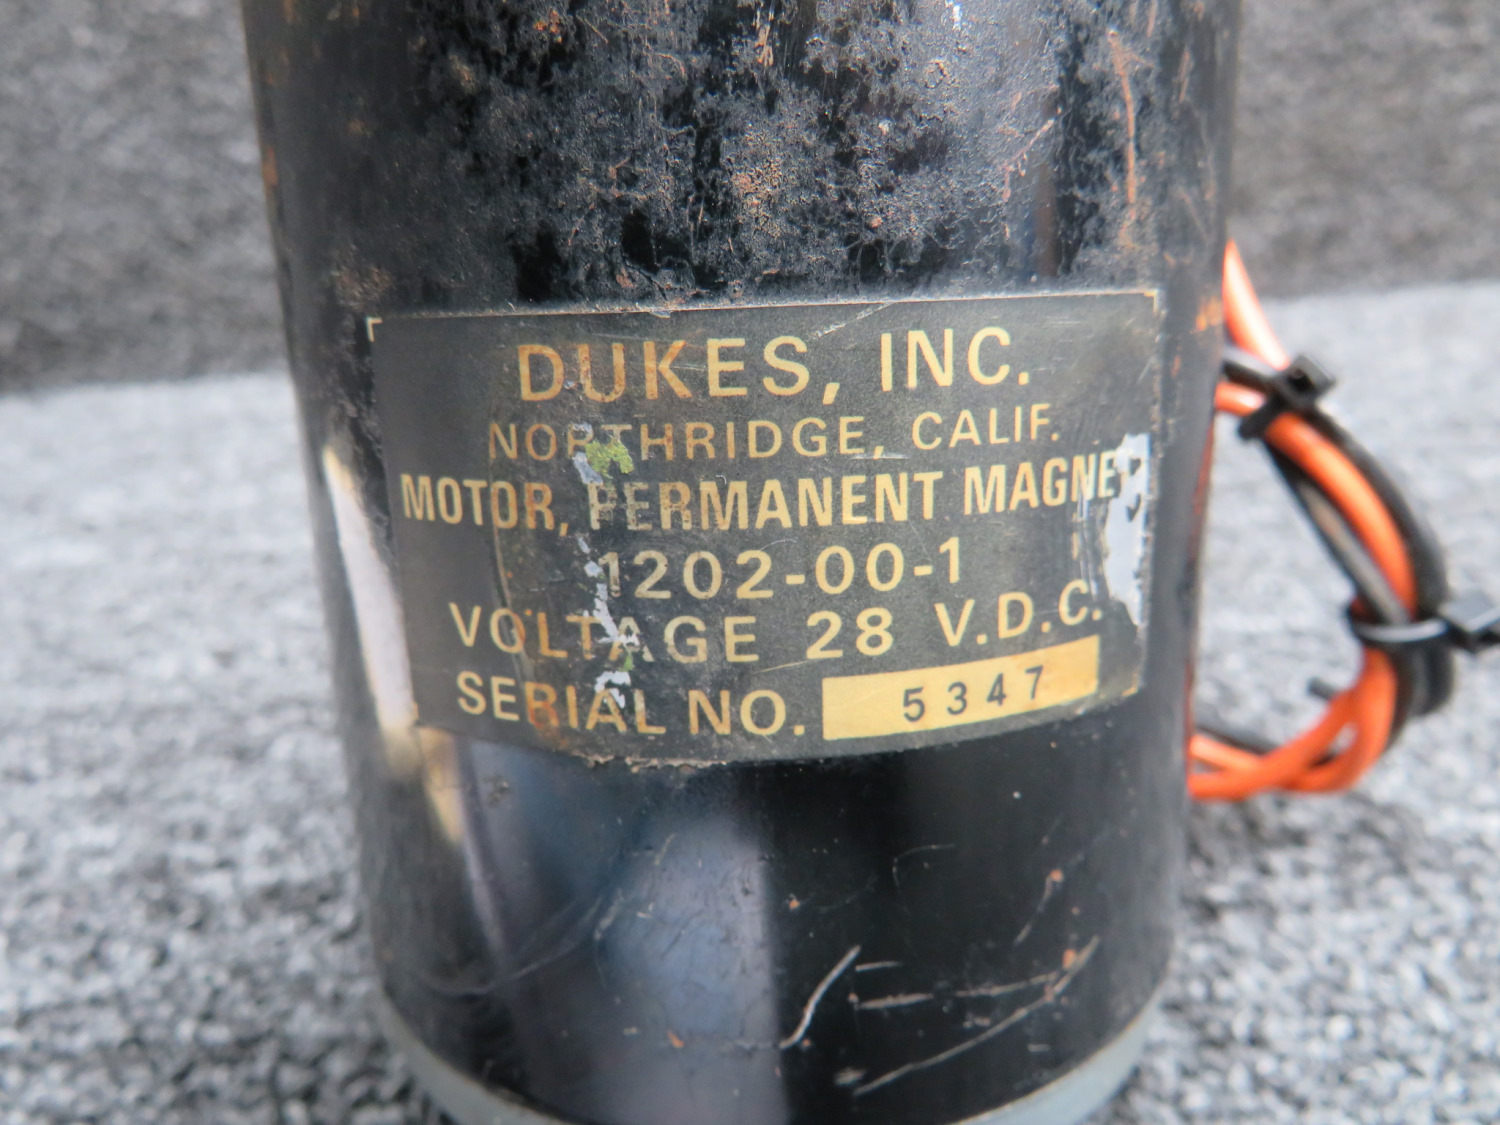 DUKES, INC.
NORTHRIDGE, CALIF.
MOTOR, PERMANENT MAGNET
1202-00-1
VOLTAGE 28 V.D.C.
SERIAL NO. 5347